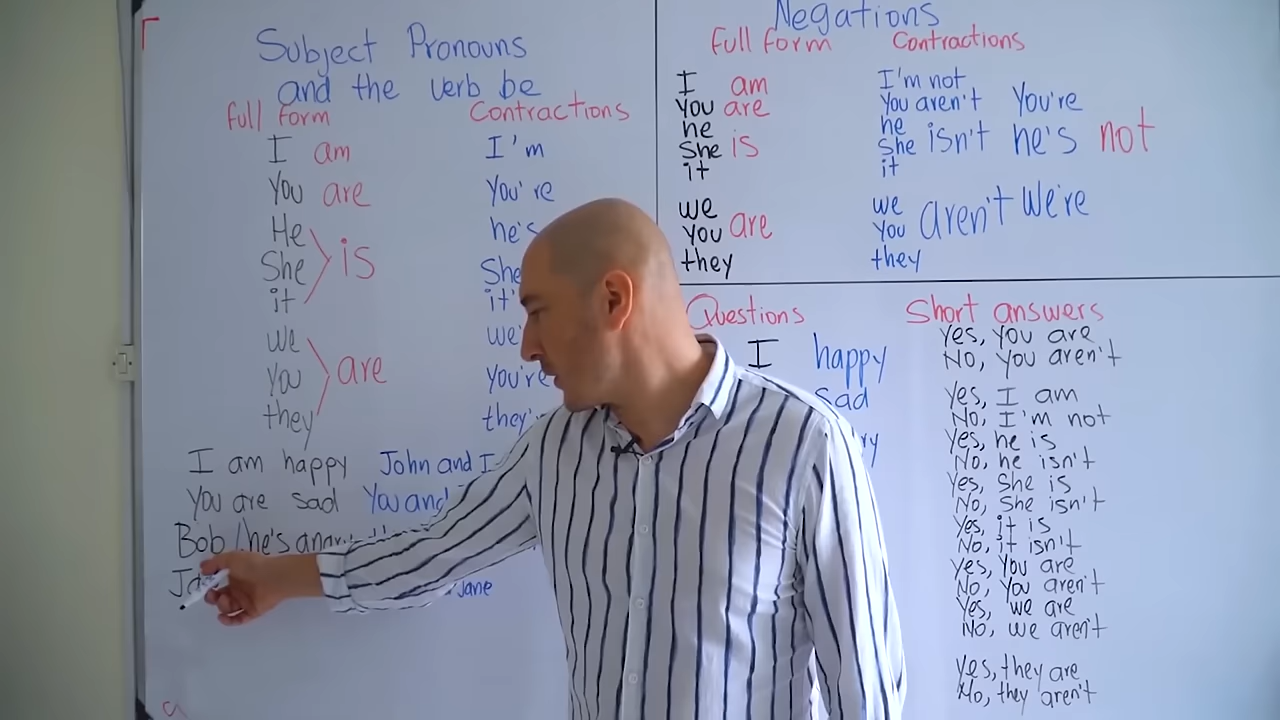 Subject Pronouns
and the verb be
full form Contractions
I am I'm
You are You're
He he's
She is She
it it'
we we'
You are you're
they they'
I am happy John and I
You are sad You and
Bob / he's angry
Jane
Negations
Full form Contractions
I am I'm not
You are You aren't You're
he he
She is She isn't he's not
it it
we we
You are You aren't We're
they they
Questions
I happy
sad
Short answers
Yes, you are
No, you aren't
Yes, I am
No, I'm not
Yes, he is
No, he isn't
Yes, She is
No, She isn't
Yes, it is
No, it isn't
Yes, You are
No, You aren't
Yes, we are
No, we aren't
Yes, they are
No, they aren't